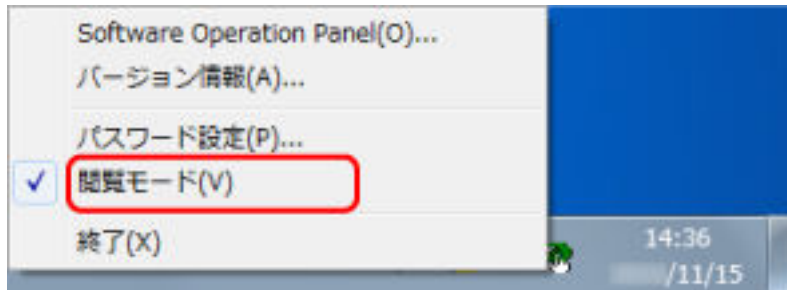 Software Operation Panel(O)...
バージョン情報(A)...
パスワード設定(P)...
閲覧モード(V)
終了(X)
14:36
/11/15